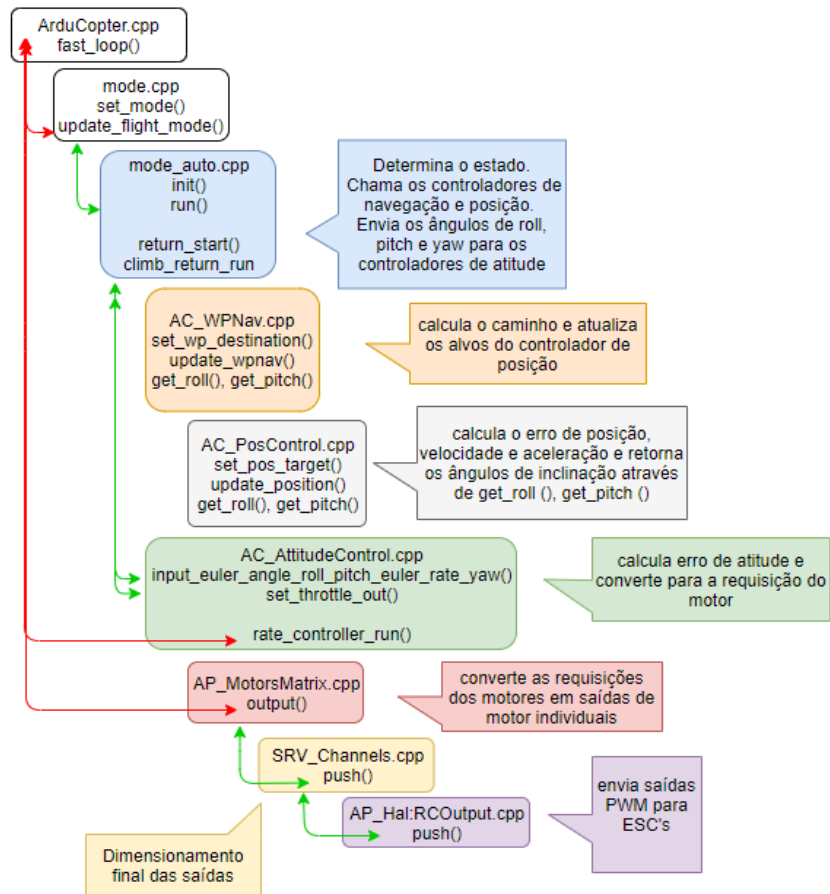 ArduCopter.cpp
fast_loop()
mode.cpp
set_mode()
update_flight_mode()
mode_auto.cpp
init()
run()
return_start()
climb_return_run
Determina o estado.
Chama os controladores de
navegação e posição.
Envia os ângulos de roll,
pitch e yaw para os
controladores de atitude
AC_WPNav.cpp
set_wp_destination()
update_wpnav()
get_roll(), get_pitch()
calcula o caminho e atualiza
os alvos do controlador de
posição
AC_PosControl.cpp
set_pos_target()
update_position()
get_roll(), get_pitch()
calcula o erro de posição,
velocidade e aceleração e retorna
os ângulos de inclinação através
de get_roll (), get_pitch ()
AC_AttitudeControl.cpp
input_euler_angle_roll_pitch_euler_rate_yaw()
set_throttle_out()
rate_controller_run()
calcula erro de atitude e
converte para a requisição do
motor
AP_MotorsMatrix.cpp
output()
converte as requisições
dos motores em saídas de
motor individuais
SRV_Channels.cpp
push()
AP_Hal:RCOutput.cpp
push()
envia saídas
PWM para
ESC's
Dimensionamento
final das saídas